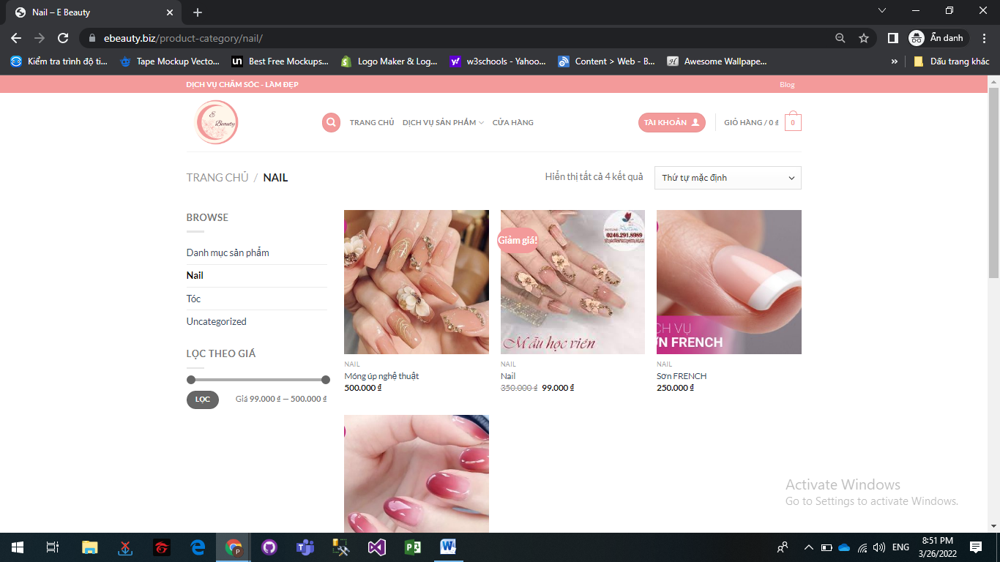 Nail – E Beauty
ebeauty.biz/product-category/nail/
Ẩn danh
Kiểm tra trình độ ti...
Tape Mockup Vecto...
un
Best Free Mockups...
Logo Maker & Log...
w3schools - Yahoo...
Content > Web - B...
Awesome Wallpape...
»
Dấu trang khác
DỊCH VỤ CHĂM SÓC - LÀM ĐẸP
Blog
E
Beauty
TRANG CHỦ
DỊCH VỤ SẢN PHẨM
CỬA HÀNG
TÀI KHOẢN
GIỎ HÀNG / 0 ₫
0
TRANG CHỦ / NAIL
Hiển thị tất cả 4 kết quả
Thứ tự mặc định
BROWSE
Danh mục sản phẩm
Nail
Tóc
Uncategorized
LỌC THEO GIÁ
LỌC
Giá 99.000 ₫ — 500.000 ₫
NAIL
Móng úp nghệ thuật
500.000 ₫
Giảm giá!
0246.291.8989
Mẫu học viên
NAIL
Nail
350.000 ₫ 99.000 ₫
CH VỤ
N FRENCH
NAIL
Sơn FRENCH
250.000 ₫
Activate Windows
Go to Settings to activate Windows.
ENG
8:51 PM
3/26/2022